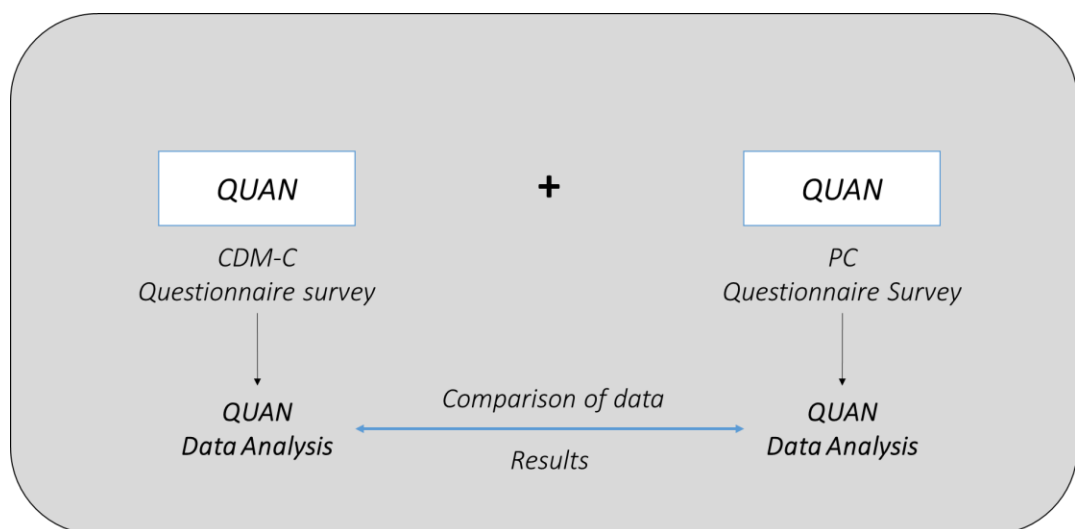 QUAN
+
QUAN
CDM-C
Questionnaire survey
PC
Questionnaire Survey
QUAN
Data Analysis
Comparison of data
Results
QUAN
Data Analysis